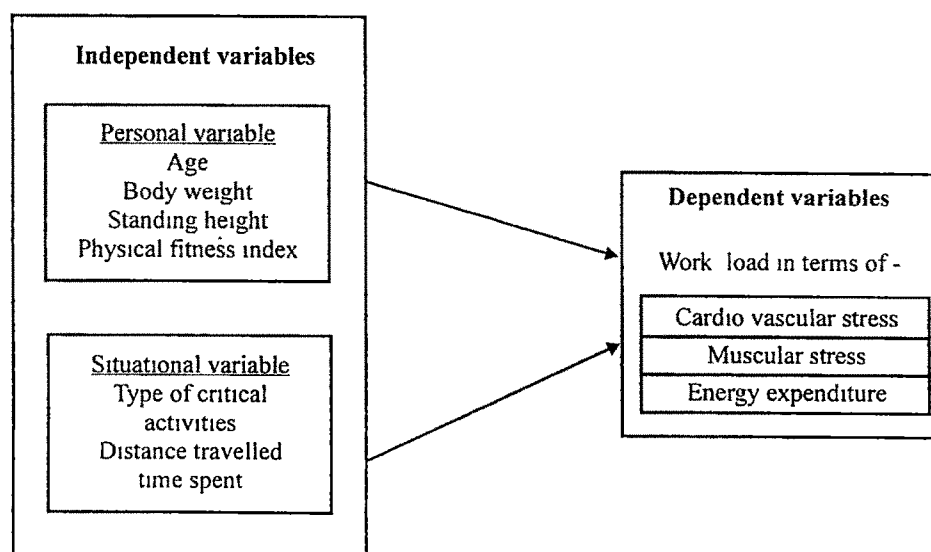 Independent variables
Personal variable
Age
Body weight
Standing height
Physical fitness index
Situational variable
Type of critical
activities
Distance travelled
time spent
Dependent variables
Work load in terms of -
Cardio vascular stress
Muscular stress
Energy expenditure